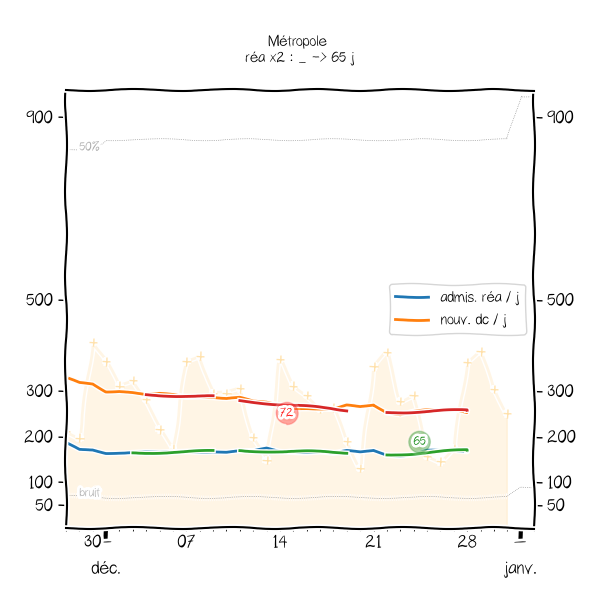 Métropole
réa x2 : _ -> 65 j
900
900
50%
500
500
admis. réa / j
nouv. dc / j
300
300
72
65
200
200
100
100
bruit
50
50
30
07
14
21
28
déc.
janv.